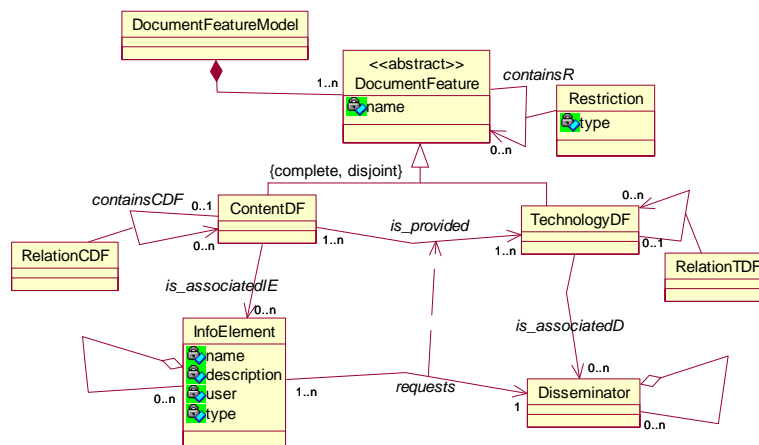 DocumentFeatureModel
<<abstract>>
DocumentFeature
name
1..n
containsR
0..n
Restriction
type
{complete, disjoint}
containsCDF
0..1
0..n
ContentDF
1..n
is_provided
1..n
TechnologyDF
0..n
0..1
RelationCDF
RelationTDF
is_associatedIE
0..n
is_associatedD
0..n
InfoElement
name
description
user
type
0..n
1..n
requests
1
Disseminator
0..n